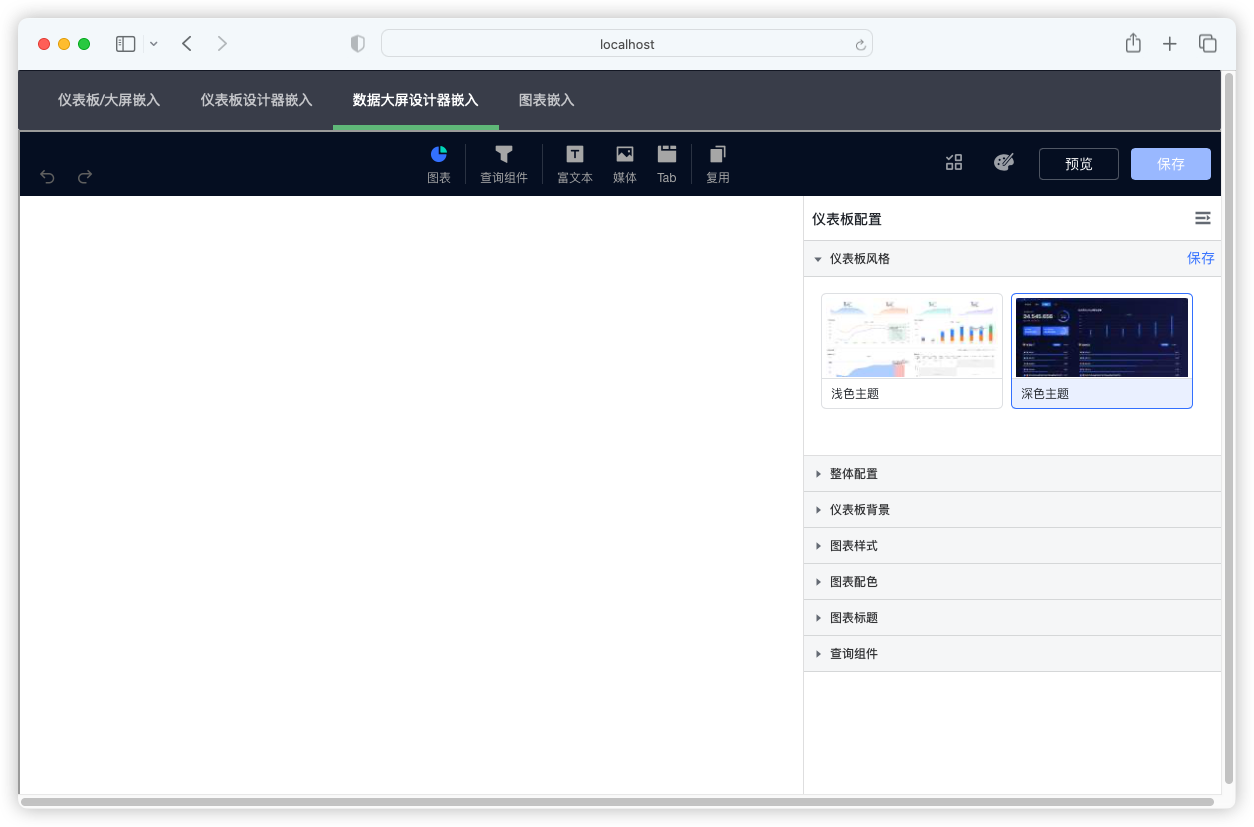 localhost
仪表板/大屏嵌入 仪表板设计器嵌入 数据大屏设计器嵌入 图表嵌入
图表 查询组件 富文本 媒体 Tab 复用 预览 保存
仪表板配置
仪表板风格 保存
34,545,656
浅色主题 深色主题
整体配置
仪表板背景
图表样式
图表配色
图表标题
查询组件